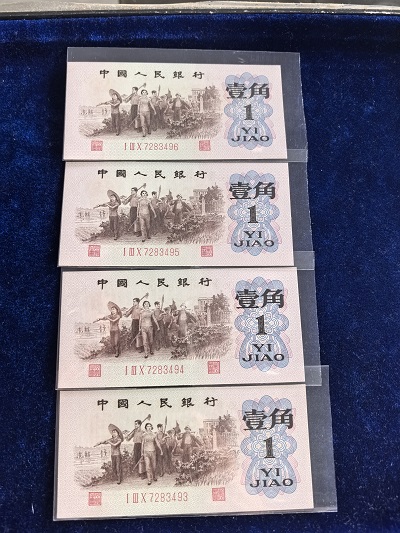 中國人民銀行
壹角
1
YI
JIAO
I III X 7283496
中國人民銀行
壹角
1
YI
JIAO
I III X 7283495
中國人民銀行
壹角
1
YI
JIAO
I III X 7283494
中國人民銀行
壹角
1
YI
JIAO
I III X 7283493